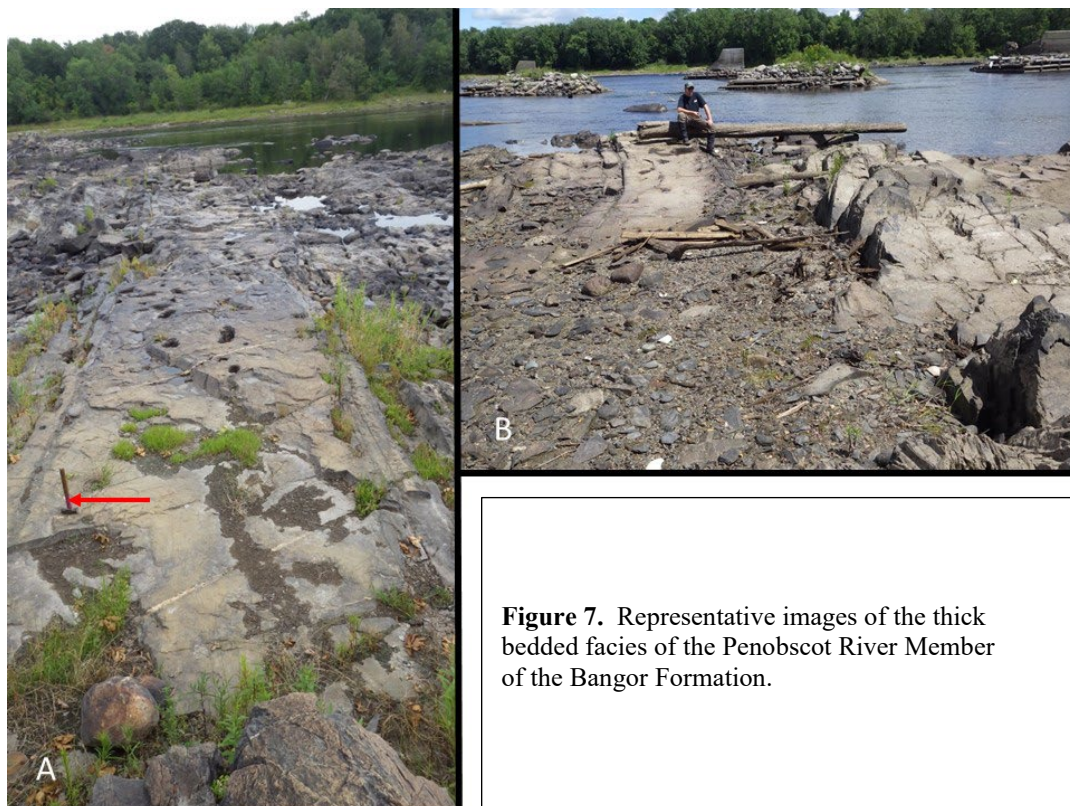 A
B
Figure 7. Representative images of the thick
bedded facies of the Penobscot River Member
of the Bangor Formation.